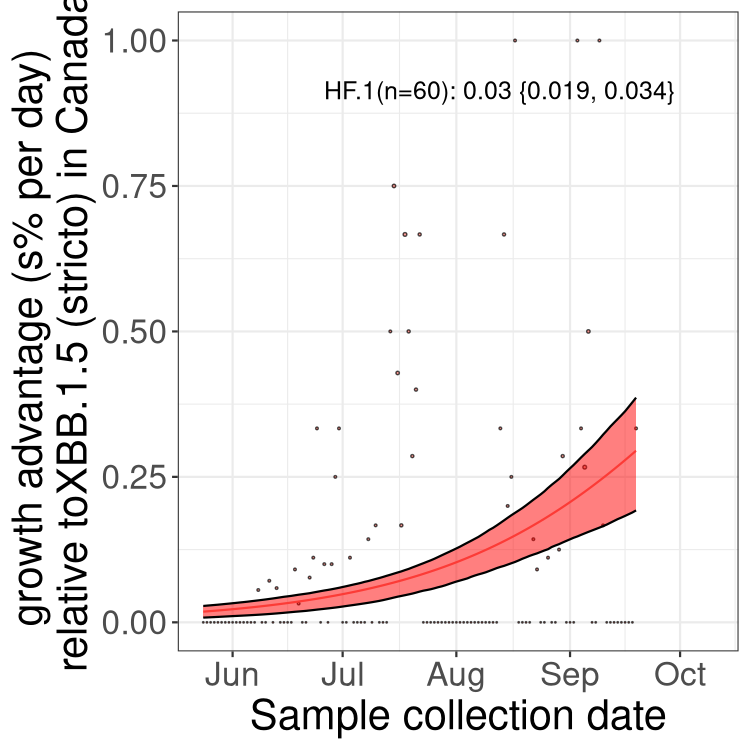 growth advantage (s% per day)
relative toXBB.1.5 (stricto) in Canada
1.00
0.75
0.50
0.25
0.00
HF.1(n=60): 0.03 {0.019, 0.034}
Jun Jul Aug Sep Oct
Sample collection date